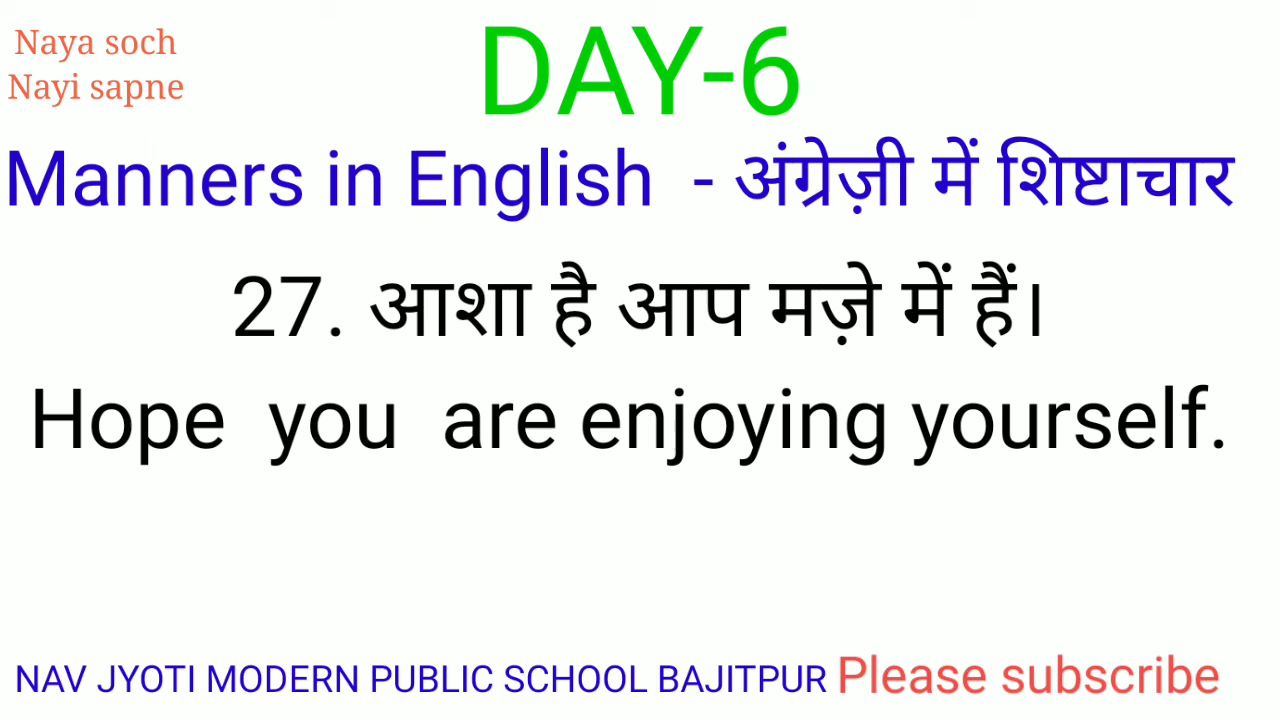 Naya soch
Nayi sapne
DAY-6
Manners in English - अंग्रेज़ी में शिष्टाचार
27. आशा है आप मज़े में हैं।
Hope you are enjoying yourself.
NAV JYOTI MODERN PUBLIC SCHOOL BAJITPUR Please subscribe